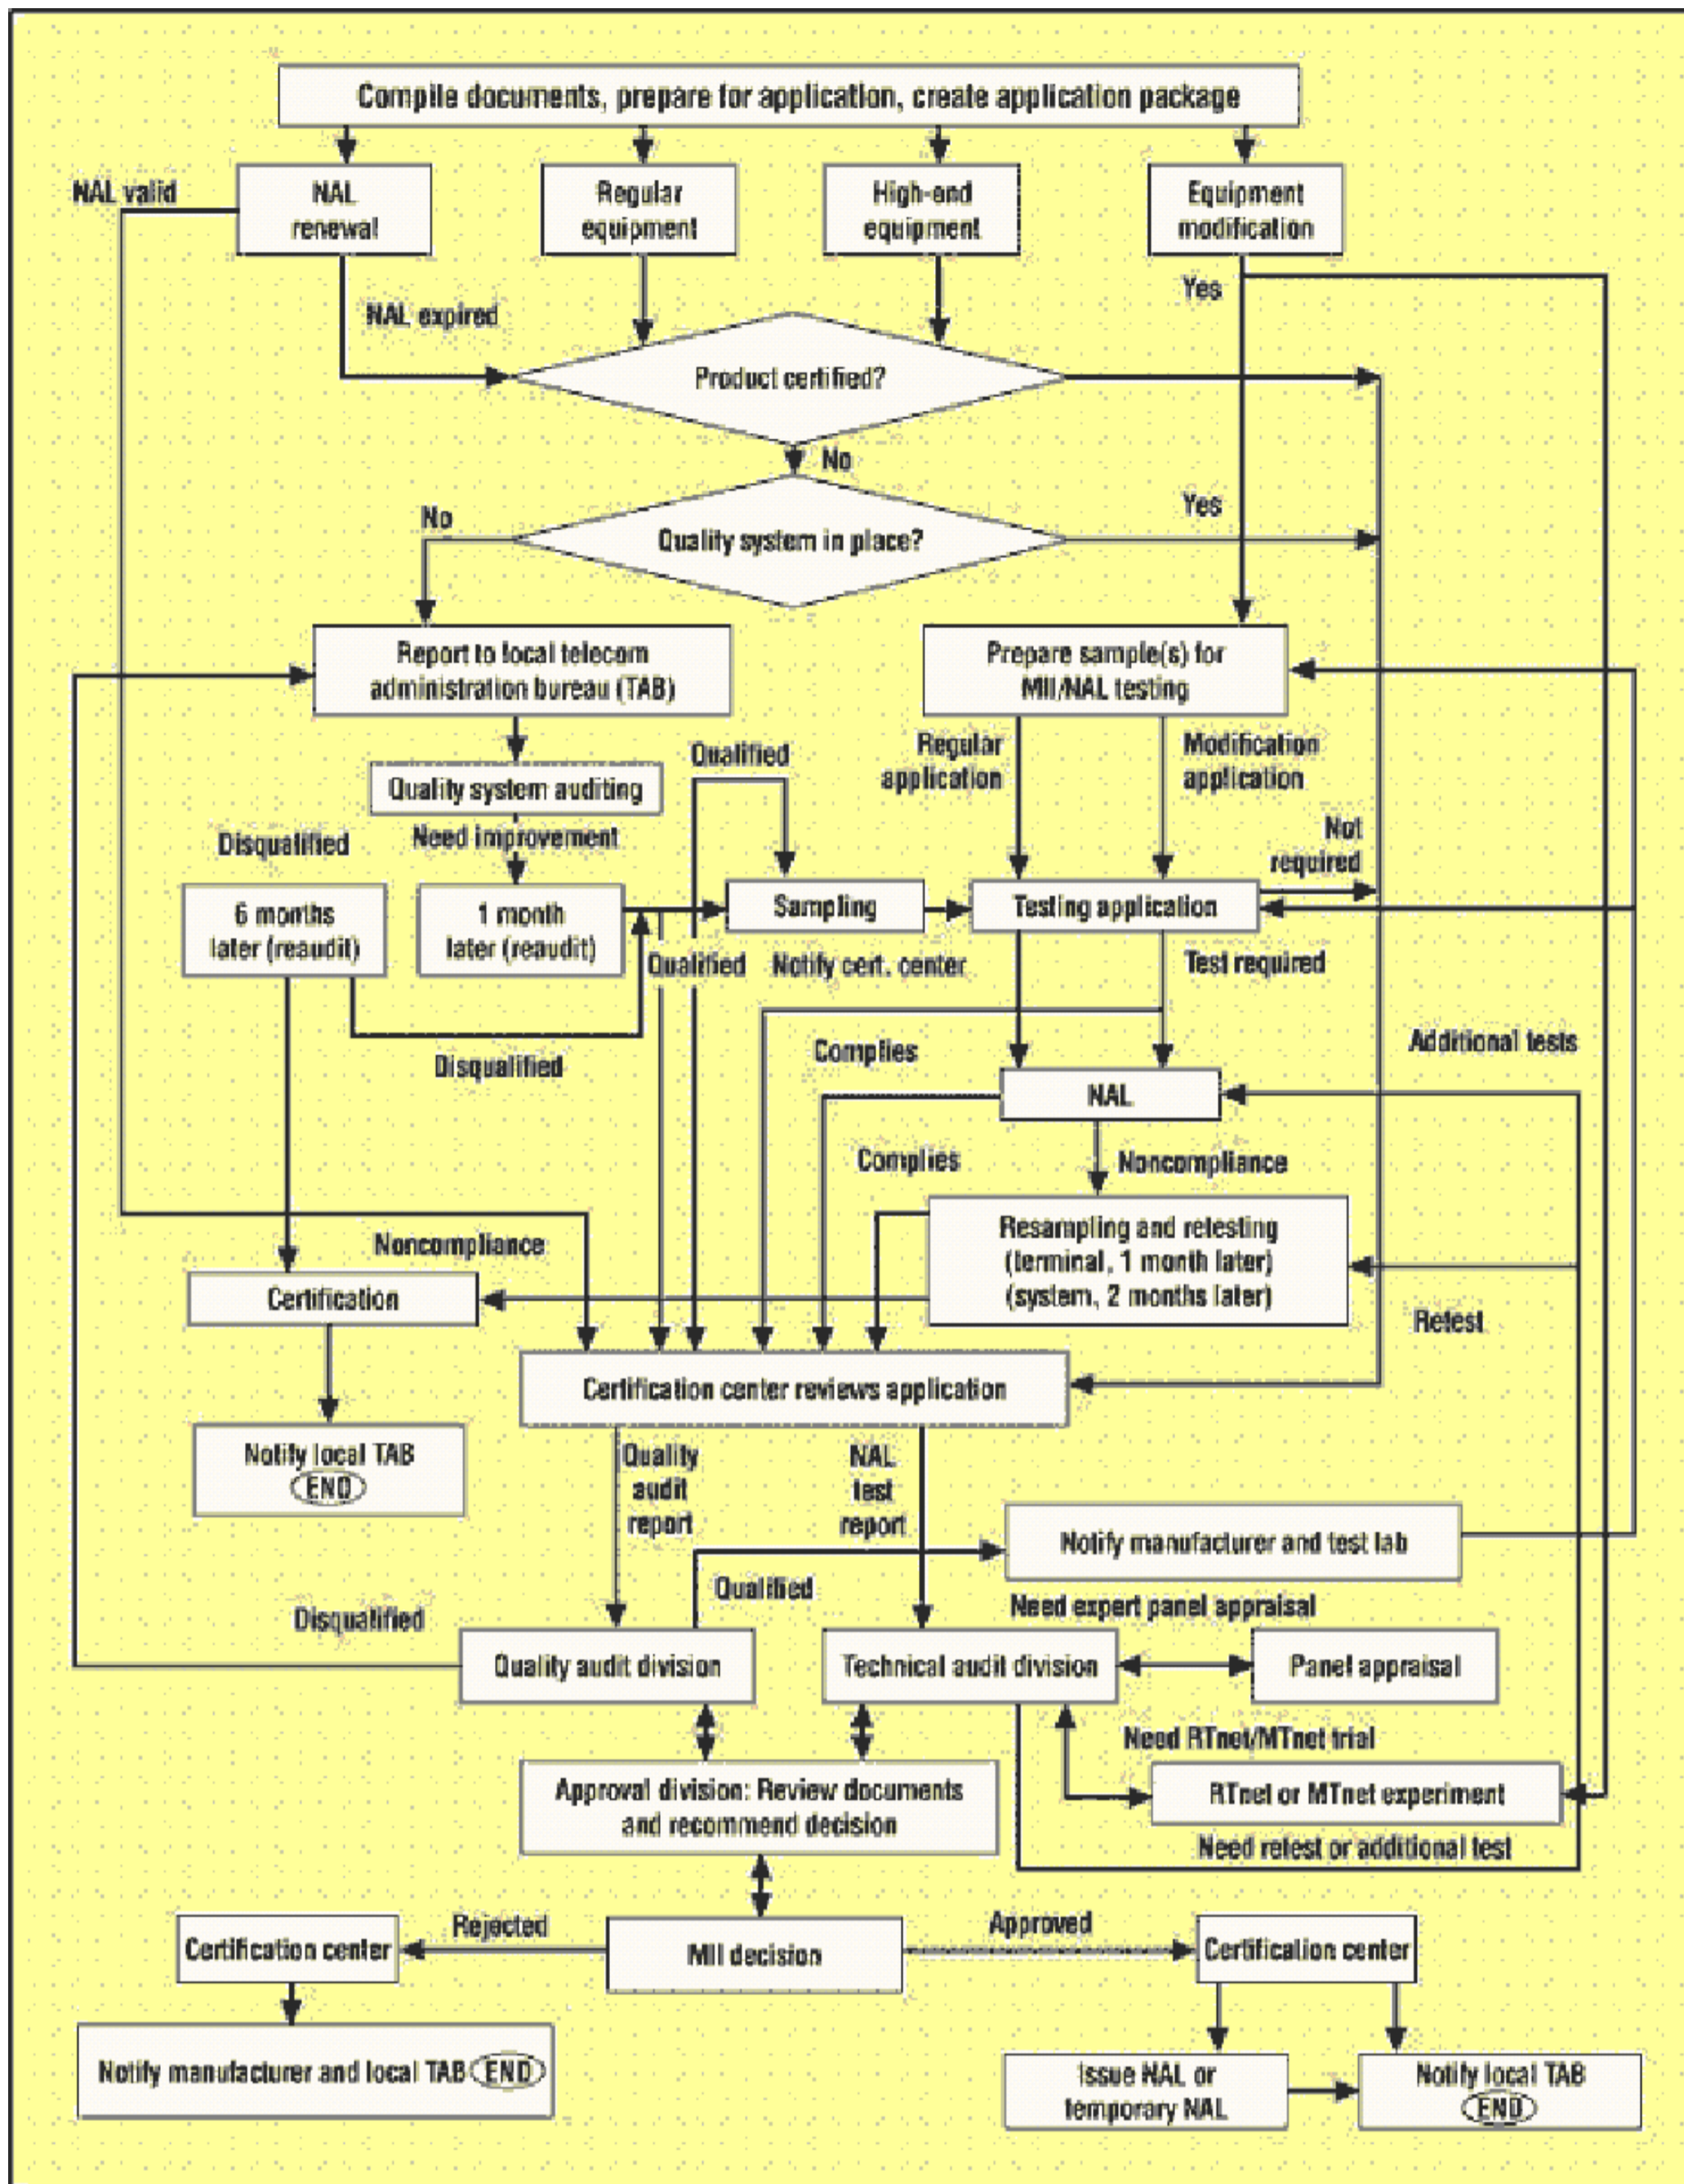 Compile documents, prepare for application, create application package
NAL valid
NAL
renewal
Regular
equipment
High-end
equipment
Equipment
modification
Yes
NAL expired
Product certified?
No
No
Quality system in place?
Yes
Report to local telecom
administration bureau (TAB)
Prepare sample(s) for
MII/NAL testing
Qualified
Regular
application
Modification
application
Quality system auditing
Disqualified
Need improvement
Not
required
6 months
later (reaudit)
1 month
later (reaudit)
Sampling
Testing application
Qualified
Notify cert. center
Test required
Disqualified
Complies
Additional tests
NAL
Complies
Noncompliance
Noncompliance
Resampling and retesting
(terminal, 1 month later)
(system, 2 months later)
Certification
Retest
Certification center reviews application
Notify local TAB
END
Quality
audit
report
NAL
test
report
Notify manufacturer and test lab
Qualified
Need expert panel appraisal
Disqualified
Quality audit division
Technical audit division
Panel appraisal
Need RTnet/MTnet trial
Approval division: Review documents
and recommend decision
RTnet or MTnet experiment
Need retest or additional test
Certification center
Rejected
MII decision
Approved
Certification center
Notify manufacturer and local TAB END
Issue NAL or
temporary NAL
Notify local TAB
END